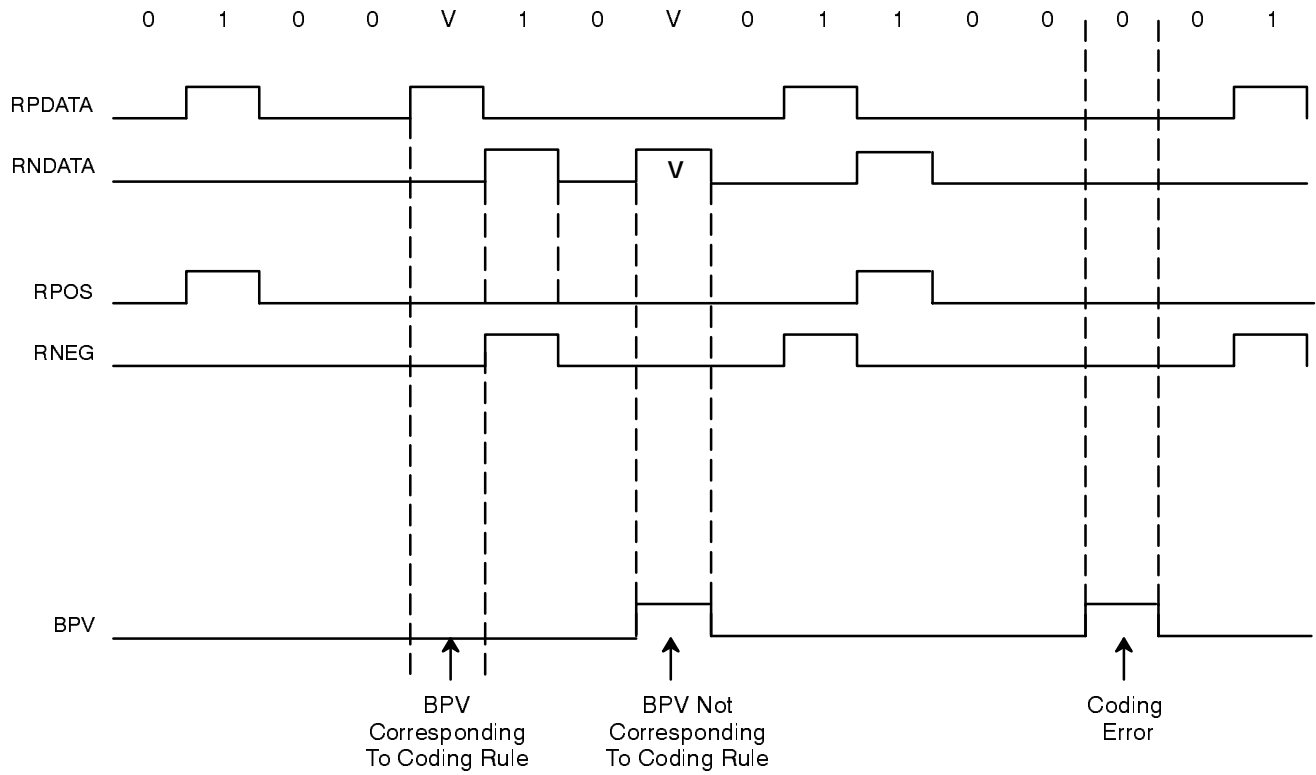 0 1 0 0 V 1 0 V 0 1 1 0 0 0 0 1
RPDATA
RNDATA
V
RPOS
RNEG
BPV
BPV
Corresponding
To Coding Rule
BPV Not
Corresponding
To Coding Rule
Coding
Error